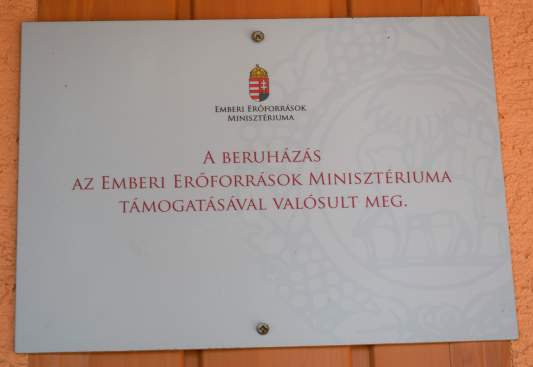 Emberi Erőforrások
Minisztériuma
A beruházás
az Emberi Erőforrások Minisztériuma
támogatásával valósult meg.